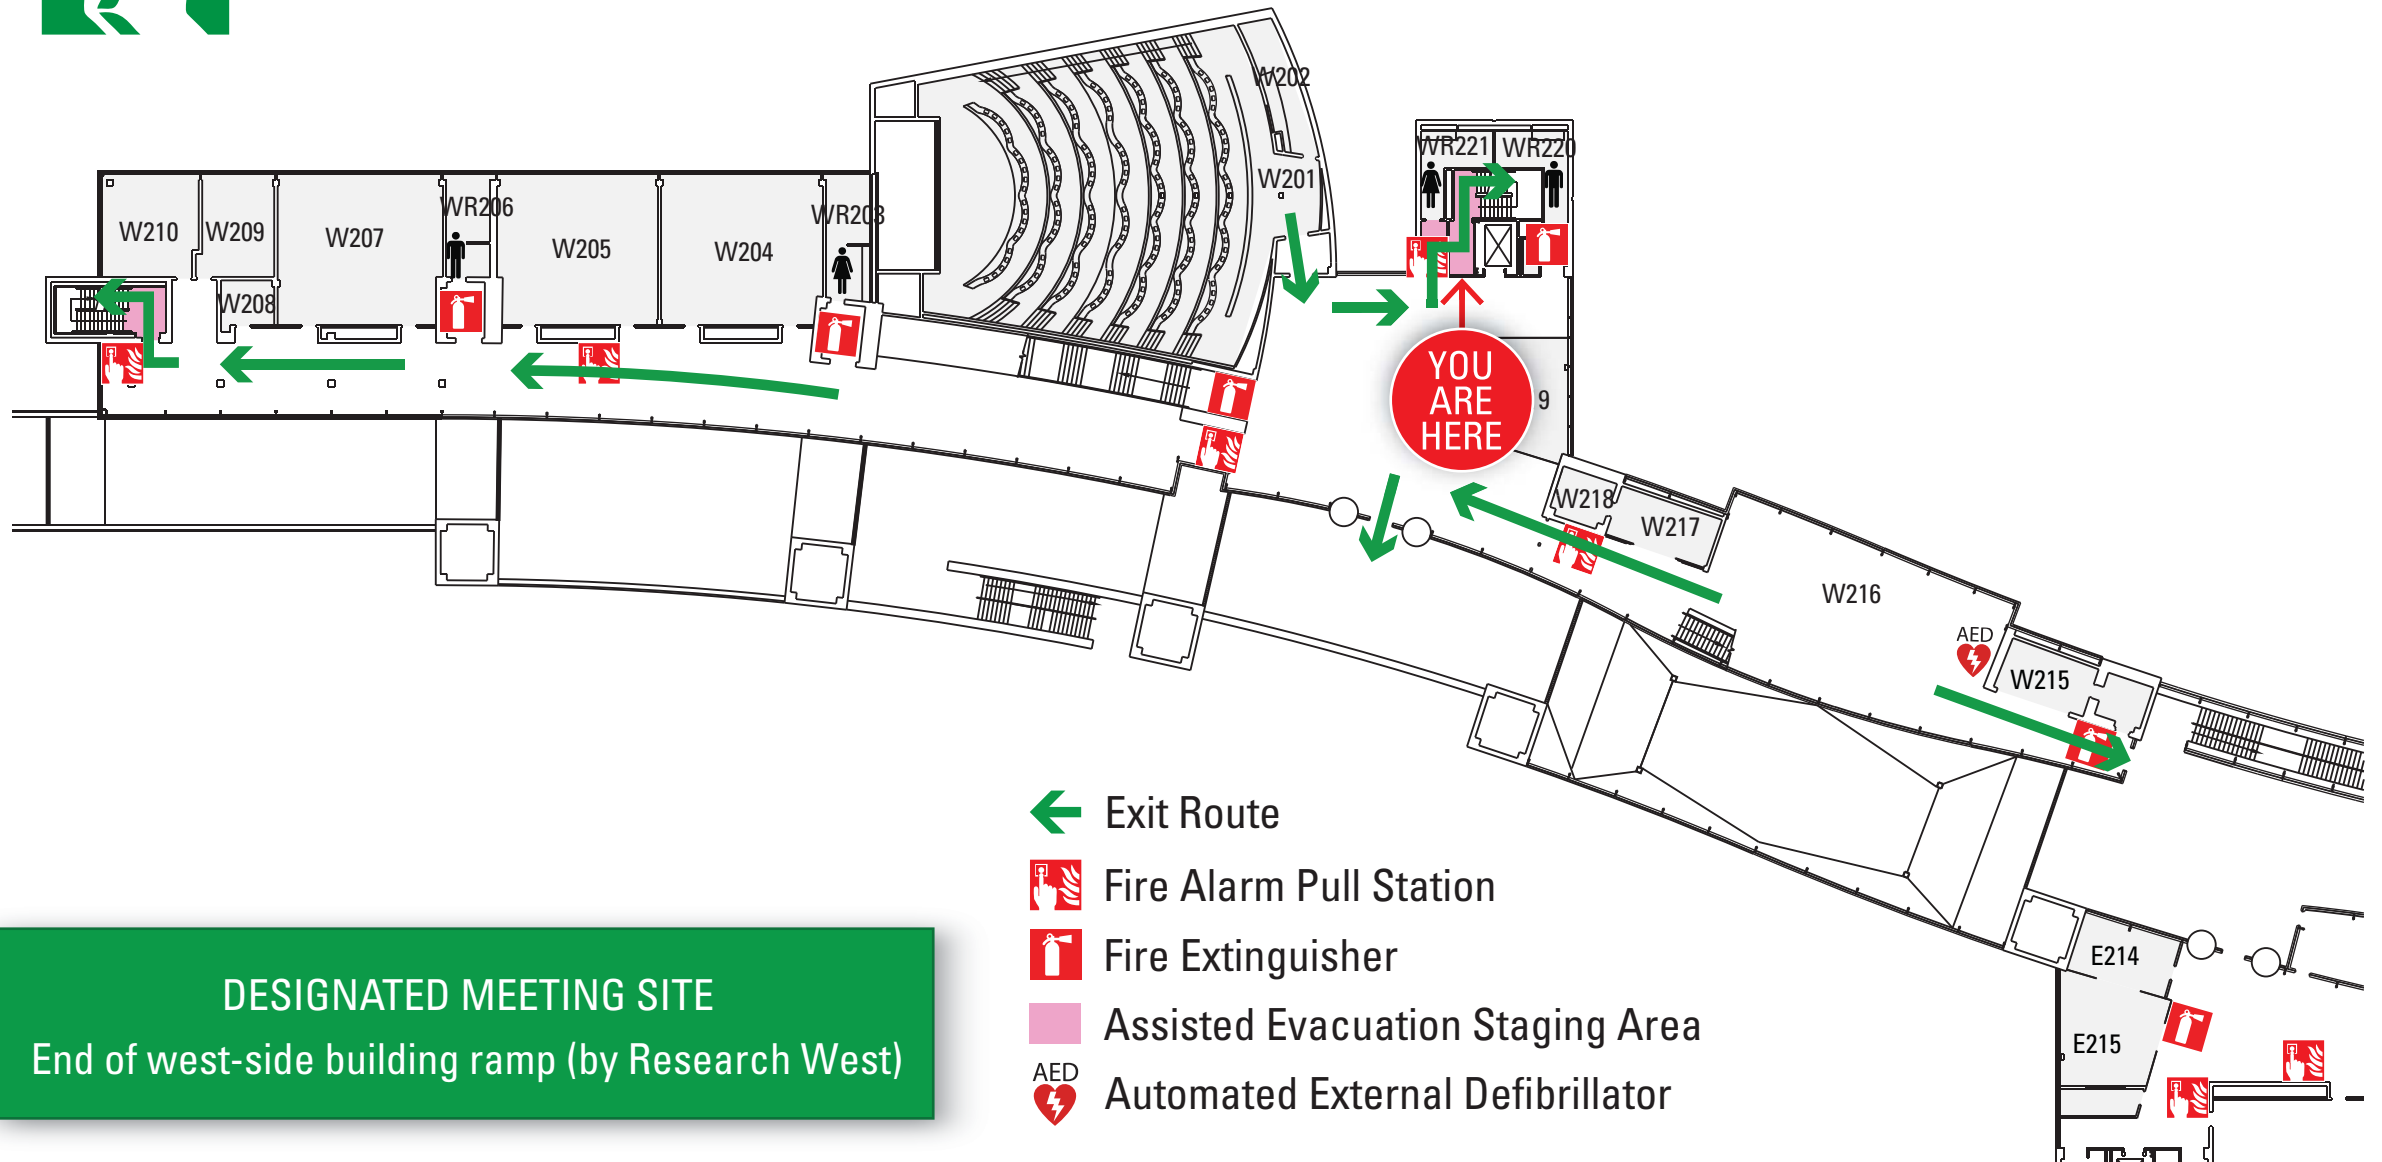 W202
WR221
WR220
W201
WR206
WR203
W210
W209
W207
W205
W204
W208
YOU
ARE
HERE
9
W218
W217
W216
AED
W215
Exit Route
Fire Alarm Pull Station
Fire Extinguisher
Assisted Evacuation Staging Area
AED
Automated External Defibrillator
DESIGNATED MEETING SITE
End of west-side building ramp (by Research West)
E214
E215